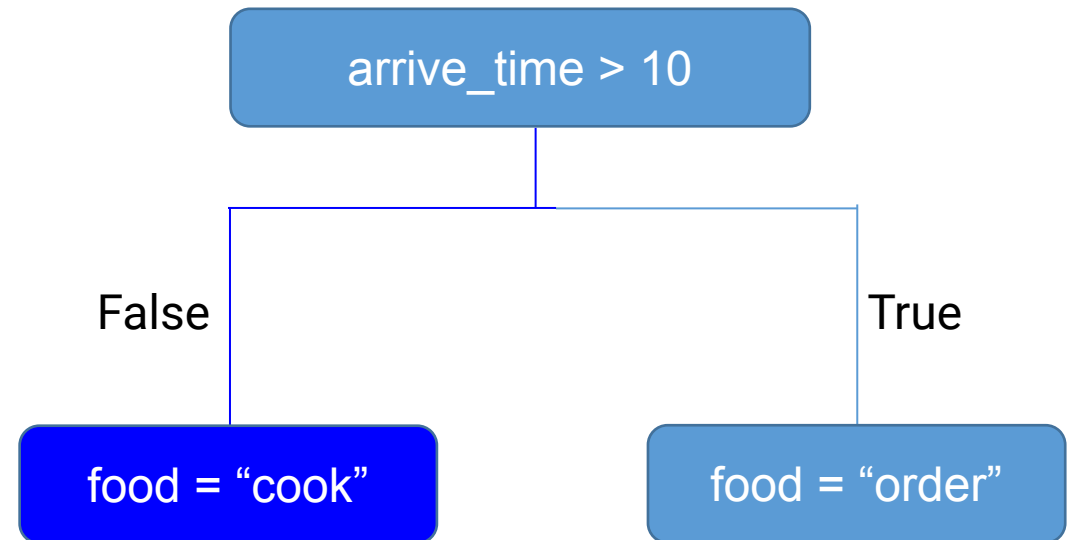 arrive_time > 10
False
True
food = “cook”
food = “order”